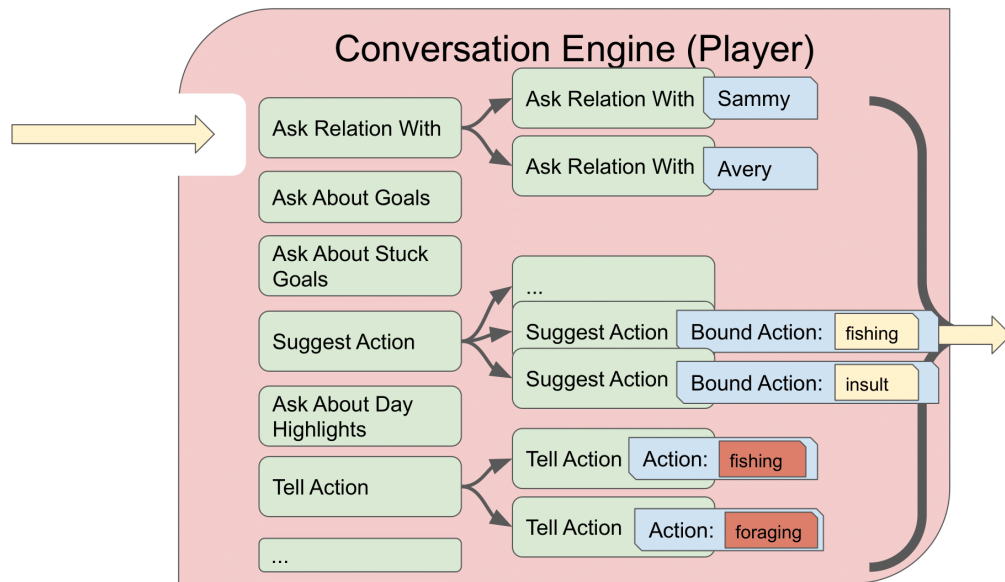 Conversation Engine (Player)
Ask Relation With
Ask Relation With
Sammy
Ask Relation With
Avery
Ask About Goals
Ask About Stuck
Goals
...
Suggest Action
Suggest Action
Bound Action:
fishing
Suggest Action
Bound Action:
insult
Ask About Day
Highlights
Tell Action
Tell Action
Action:
fishing
Tell Action
Action:
foraging
...